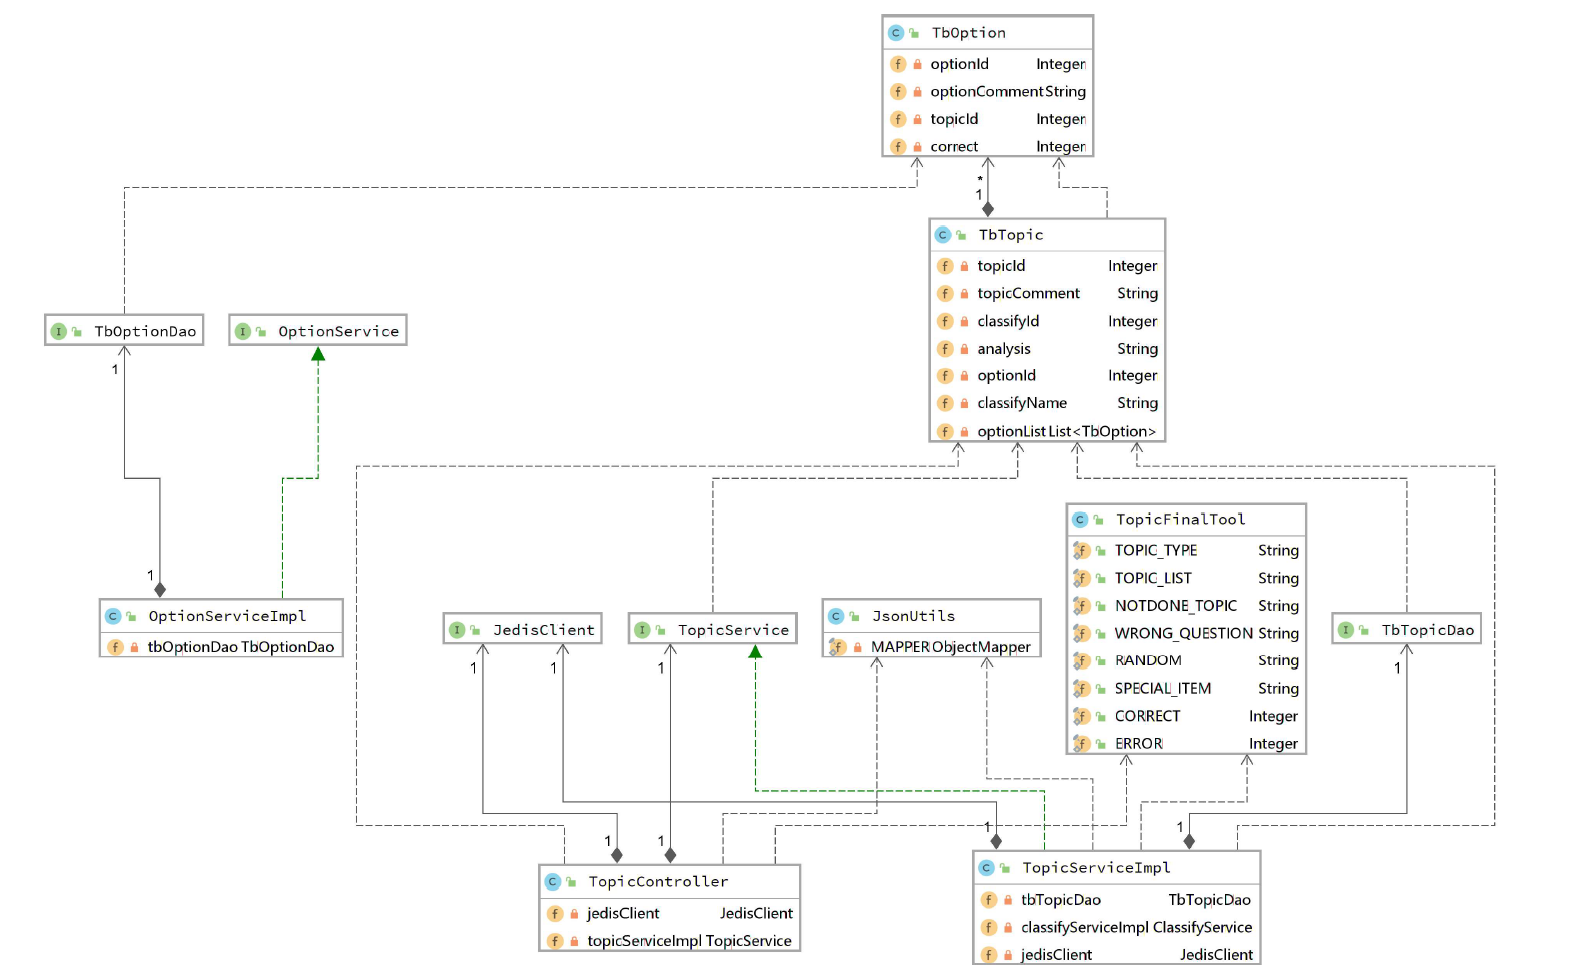 TbOption
optionId Integer
optionComment String
topicId Integer
correct Integer
*
1
TbTopic
topicId Integer
topicComment String
classifyId Integer
analysis String
optionId Integer
classifyName String
optionList List<TbOption>
TbOptionDao
OptionService
1
1
OptionServiceImpl
tbOptionDao TbOptionDao
JedisClient
TopicService
JsonUtils
MAPPER ObjectMapper
TopicFinalTool
TOPIC_TYPE String
TOPIC_LIST String
NOTDONE_TOPIC String
WRONG_QUESTION String
RANDOM String
SPECIAL_ITEM String
CORRECT Integer
ERROR Integer
TbTopicDao
1
1
1
1
1
1
1
1
TopicController
jedisClient JedisClient
topicServiceImpl TopicService
TopicServiceImpl
tbTopicDao TbTopicDao
classifyServiceImpl ClassifyService
jedisClient JedisClient